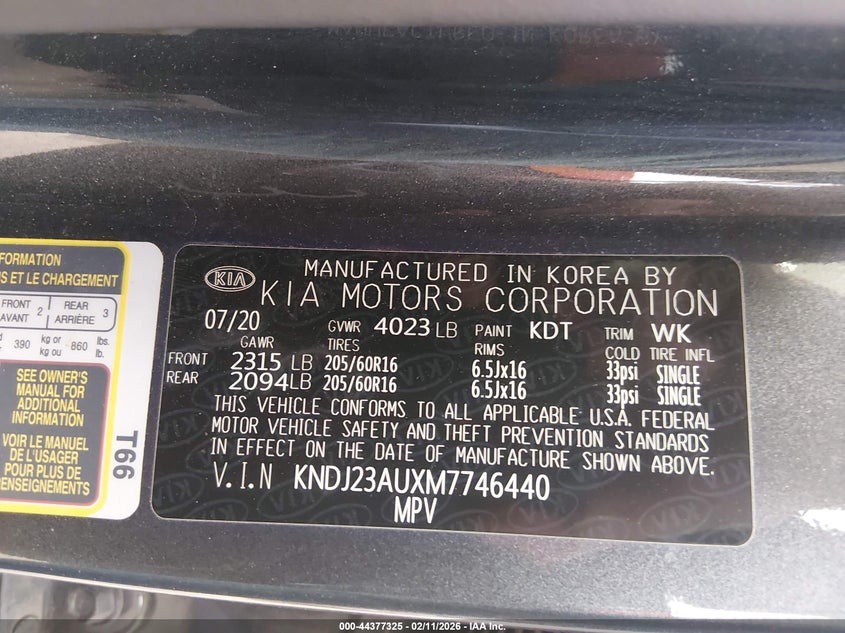 FORMATION
NS ET LE CHARGEMENT
FRONT
AVANT 2
REAR
ARRIÈRE 3
390 kg or kg ou 860 lbs. lb.
SEE OWNER'S
MANUAL FOR
ADDITIONAL
INFORMATION
VOIR LE MANUEL
DE L'USAGER
POUR PLUS DE
RENSEIGNEMENTS
T66
KIA
MANUFACTURED IN KOREA BY
KIA MOTORS CORPORATION
07/20 GVWR 4023 LB PAINT KDT TRIM WK
GAWR TIRES RIMS COLD TIRE INFL
FRONT 2315 LB 205/60R16 6.5Jx16 33psi SINGLE
REAR 2094 LB 205/60R16 6.5Jx16 33psi SINGLE
THIS VEHICLE CONFORMS TO ALL APPLICABLE U.S.A. FEDERAL
MOTOR VEHICLE SAFETY AND THEFT PREVENTION STANDARDS
IN EFFECT ON THE DATE OF MANUFACTURE SHOWN ABOVE.
V.I.N KNDJ23AUXM7746440
MPV
000-44377325 - 02/11/2026 - IAA Inc.